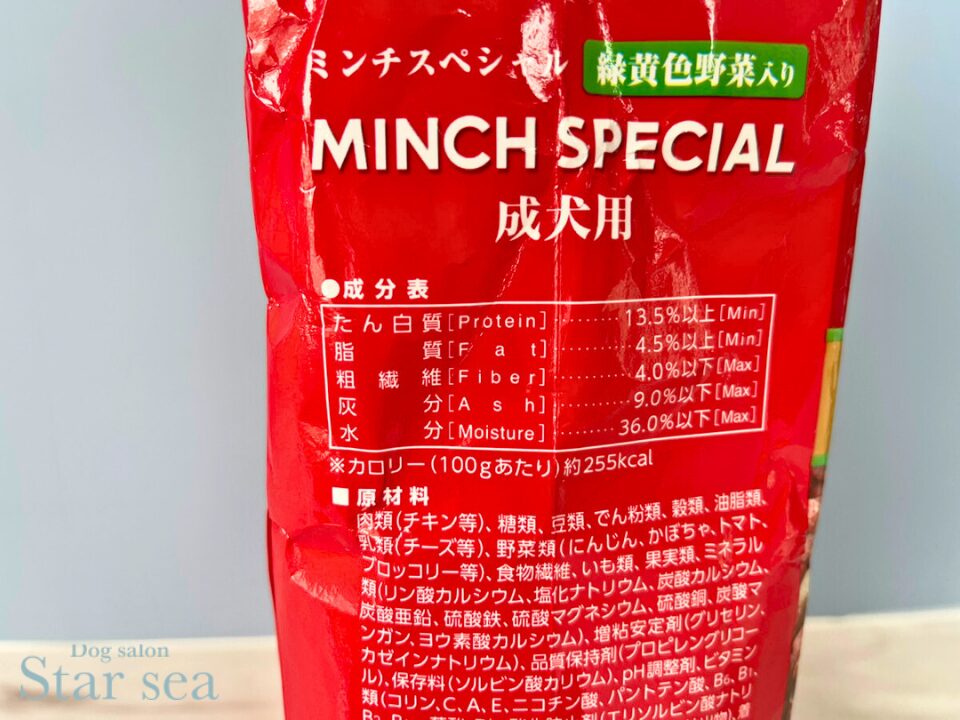 ミンチスペシャル 緑黄色野菜入り
MINCH SPECIAL
成犬用
●成分表
たん白質[Protein]………13.5%以上[Min]
脂質[Fat]………4.5%以上[Min]
粗繊維[Fiber]………4.0%以下[Max]
灰分[Ash]………9.0%以下[Max]
水分[Moisture]………36.0%以下[Max]
※カロリー(100gあたり)約255kcal
■原材料
肉類(チキン等)、糖類、豆類、でん粉類、穀類、油脂類、
乳類(チーズ等)、野菜類(にんじん、かぼちゃ、トマト、
ブロッコリー等)、食物繊維、いも類、果実類、ミネラル
類(リン酸カルシウム、塩化ナトリウム、炭酸カルシウム、
炭酸亜鉛、硫酸鉄、硫酸マグネシウム、硫酸銅、炭酸マ
ンガン、ヨウ素酸カルシウム)、増粘安定剤(グリセリン、
カゼインナトリウム)、品質保持剤(プロピレングリコー
ル)、保存料(ソルビン酸カリウム)、pH調整剤、ビタミン
類(コリン、C、A、E、ニコチン酸、パントテン酸、B6、B1、
(エリソルビン酸ナトリ
Dog salon
Star sea